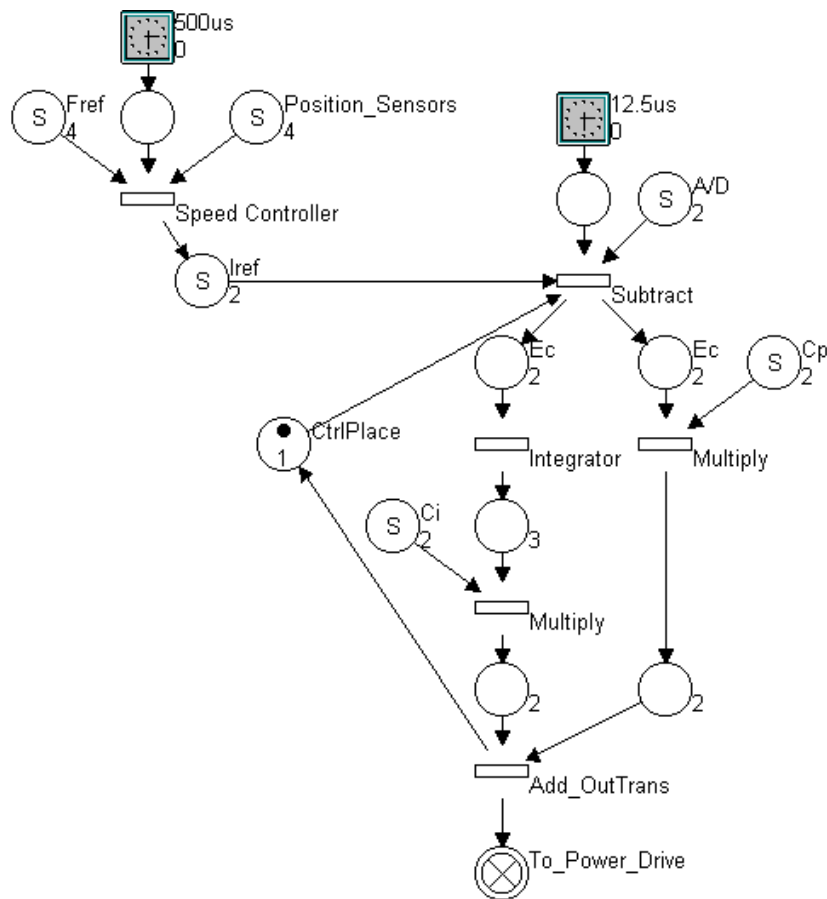 500us
0
S
Fref
4
S
Position_Sensors
4
12.5us
0
Speed Controller
S
A/D
2
S
Iref
2
Subtract
Ec
2
Ec
2
S
Cp
2
CtrlPlace
1
Integrator
Multiply
S
Ci
2
3
Multiply
2
2
Add_OutTrans
To_Power_Drive